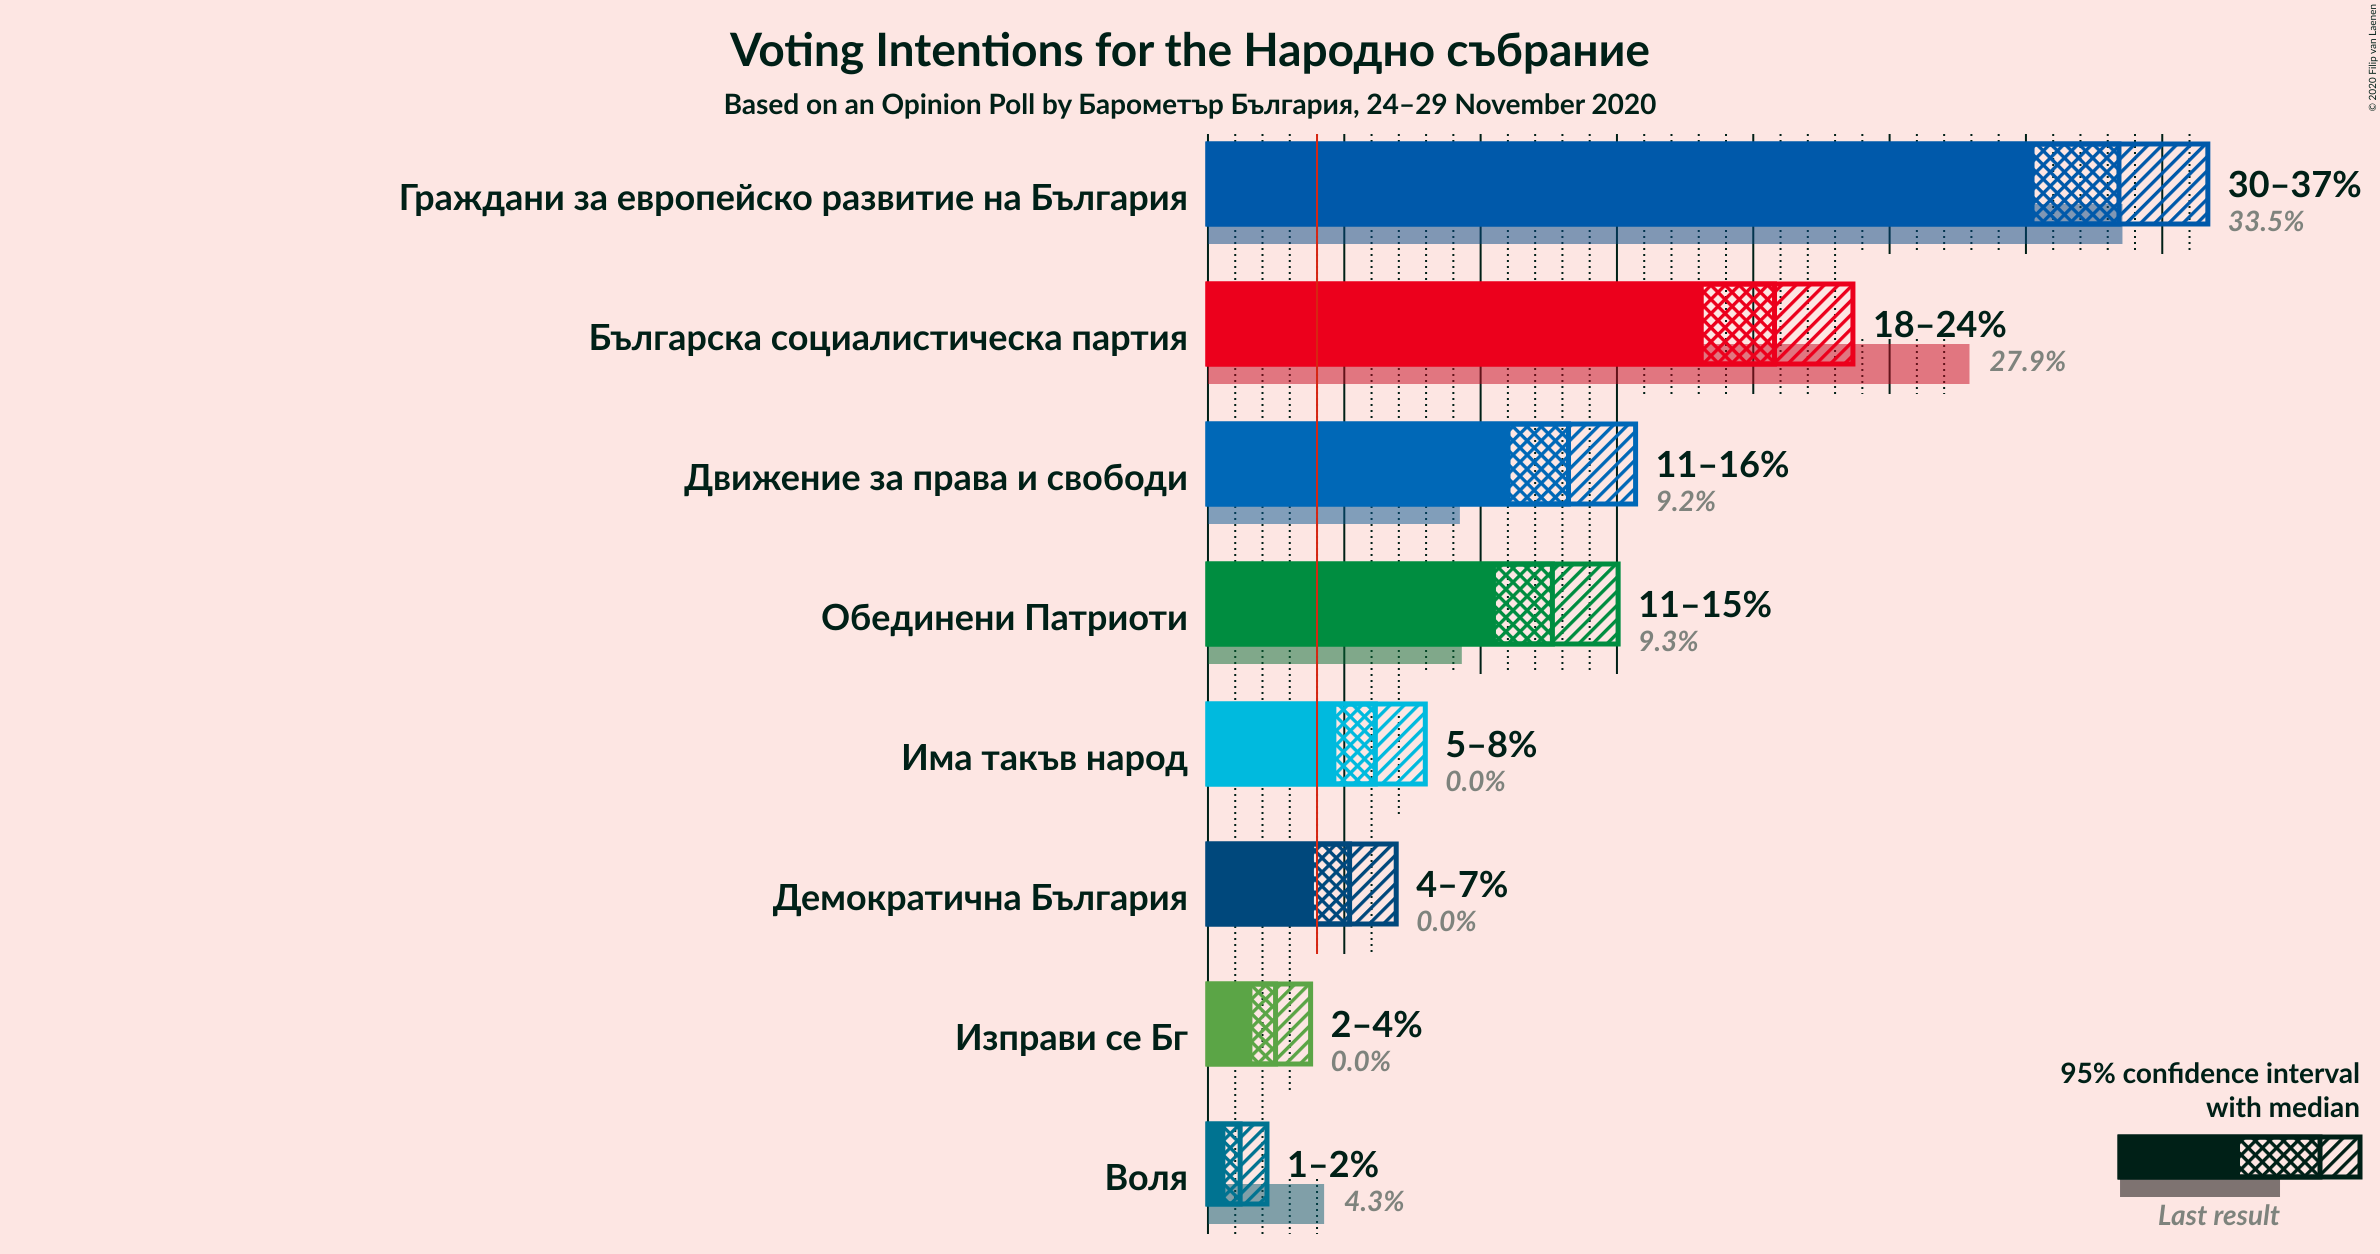 Voting Intentions for the Народно събрание
Based on an Opinion Poll by Барометър България, 24–29 November 2020
© 2020 Filip van Laenen
Граждани за европейско развитие на България
30–37%
33.5%
Българска социалистическа партия
18–24%
27.9%
Движение за права и свободи
11–16%
9.2%
Обединени Патриоти
11–15%
9.3%
Има такъв народ
5–8%
0.0%
Демократична България
4–7%
0.0%
Изправи се Бг
2–4%
0.0%
Воля
1–2%
4.3%
95% confidence interval
with median
Last result